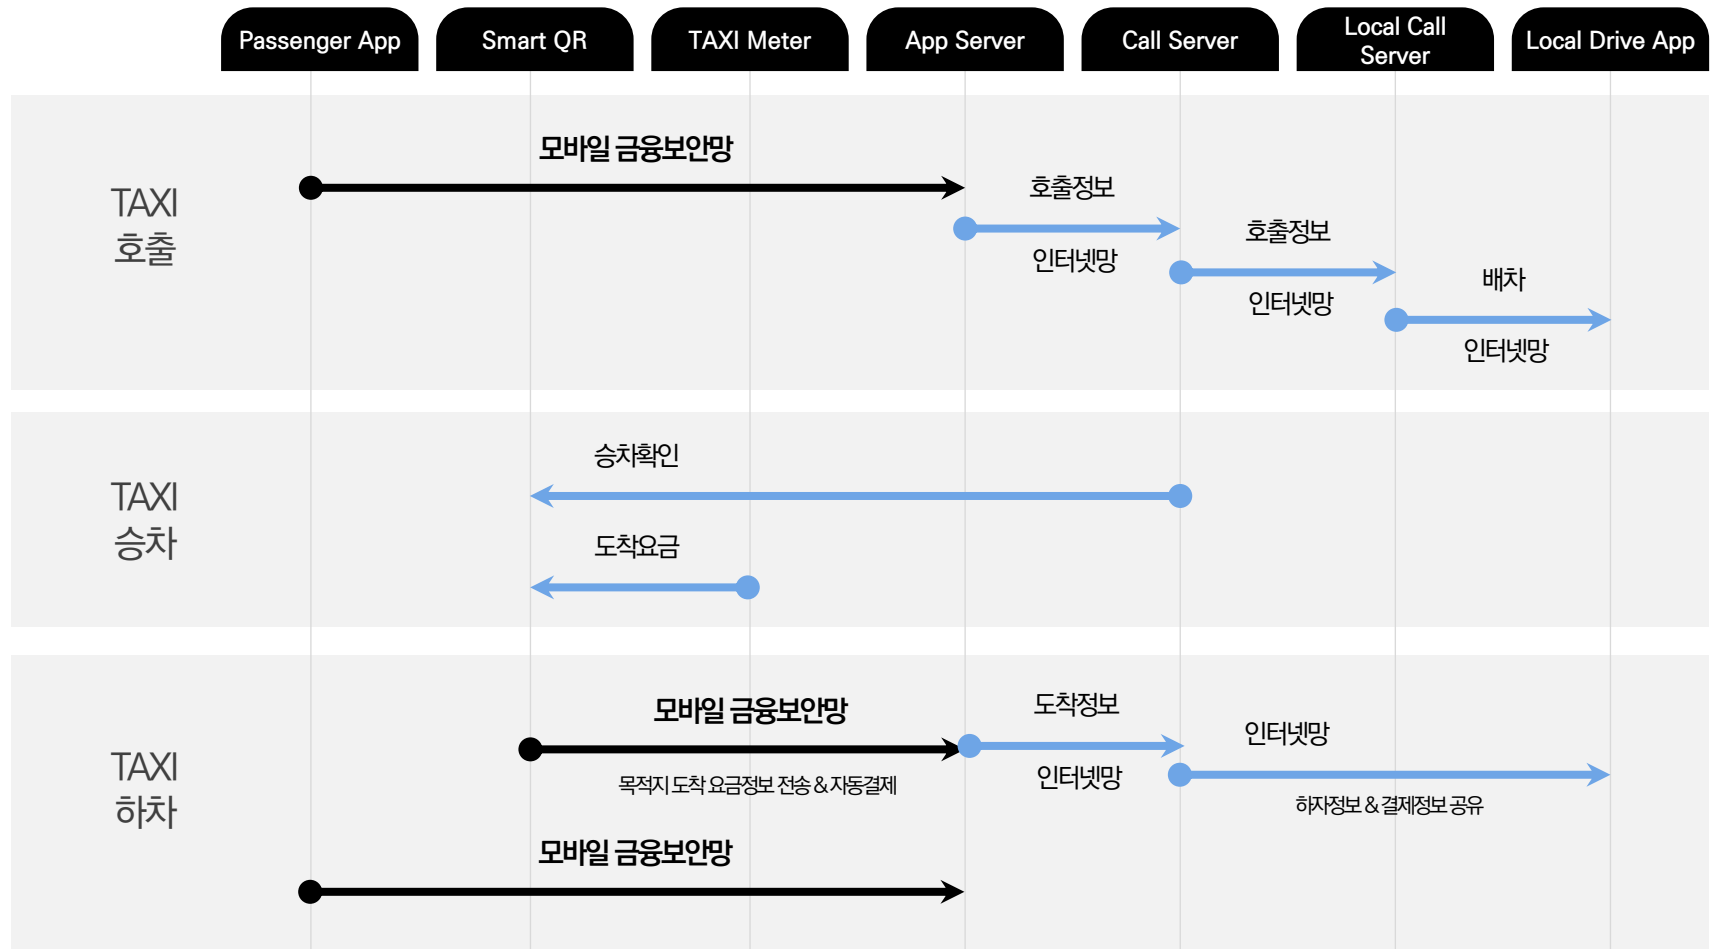 Passenger App
Smart QR
TAXI Meter
App Server
Call Server
Local Call
Server
Local Drive App
TAXI
호출
모바일 금융보안망
호출정보
인터넷망
호출정보
인터넷망
배차
인터넷망
TAXI
승차
승차확인
도착요금
TAXI
하차
모바일 금융보안망
목적지 도착 요금정보 전송 & 자동결제
도착정보
인터넷망
인터넷망
하자정보 & 결제정보 공유
모바일 금융보안망